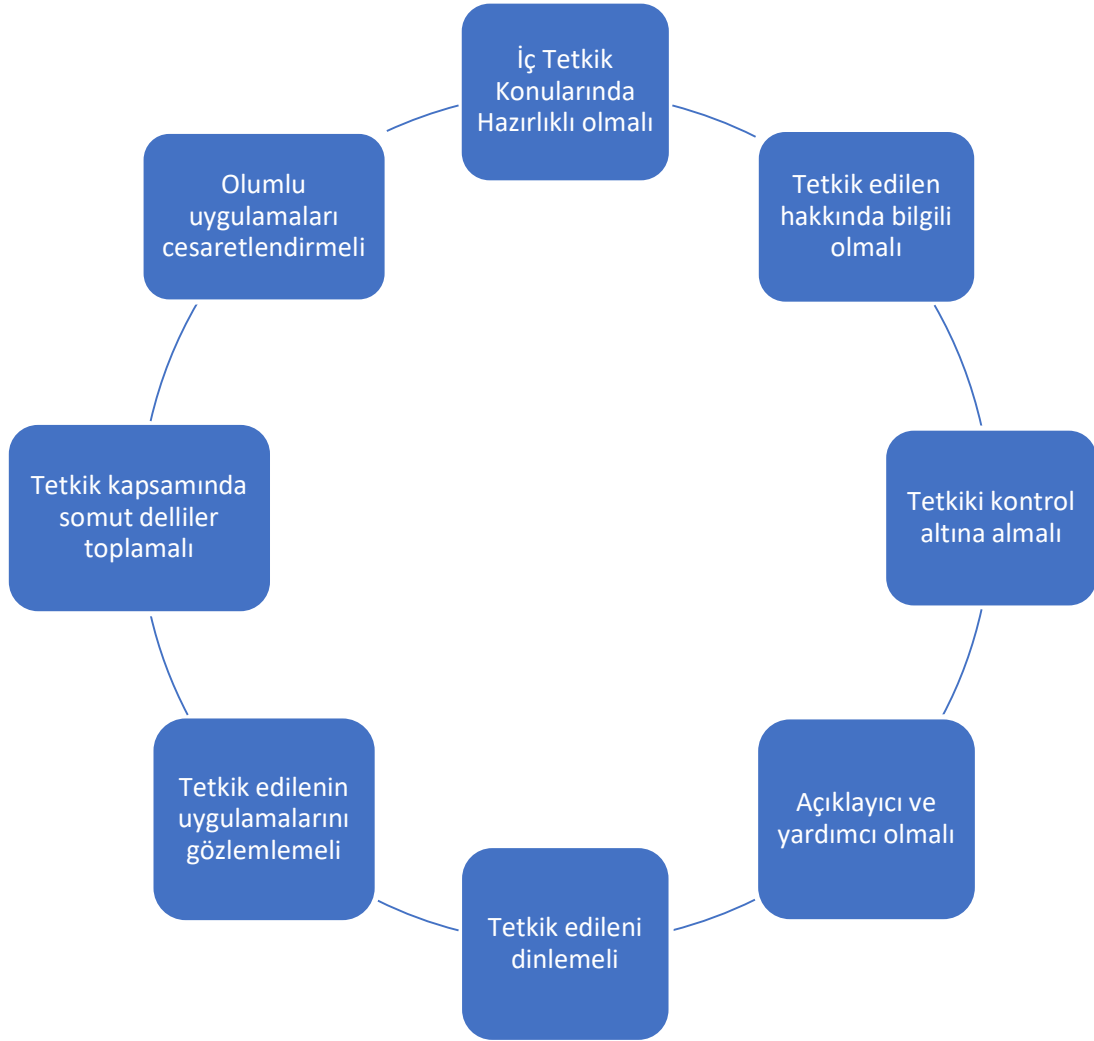 İç Tetkik
Konularında
Hazırlıklı olmalı
Tetkik edilen
hakkında bilgili
olmalı
Tetkiki kontrol
altına almalı
Açıklayıcı ve
yardımcı olmalı
Tetkik edileni
dinlemeli
Tetkik edilenin
uygulamalarını
gözlemlemeli
Tetkik kapsamında
somut delliler
toplamalı
Olumlu
uygulamaları
cesaretlendirmeli